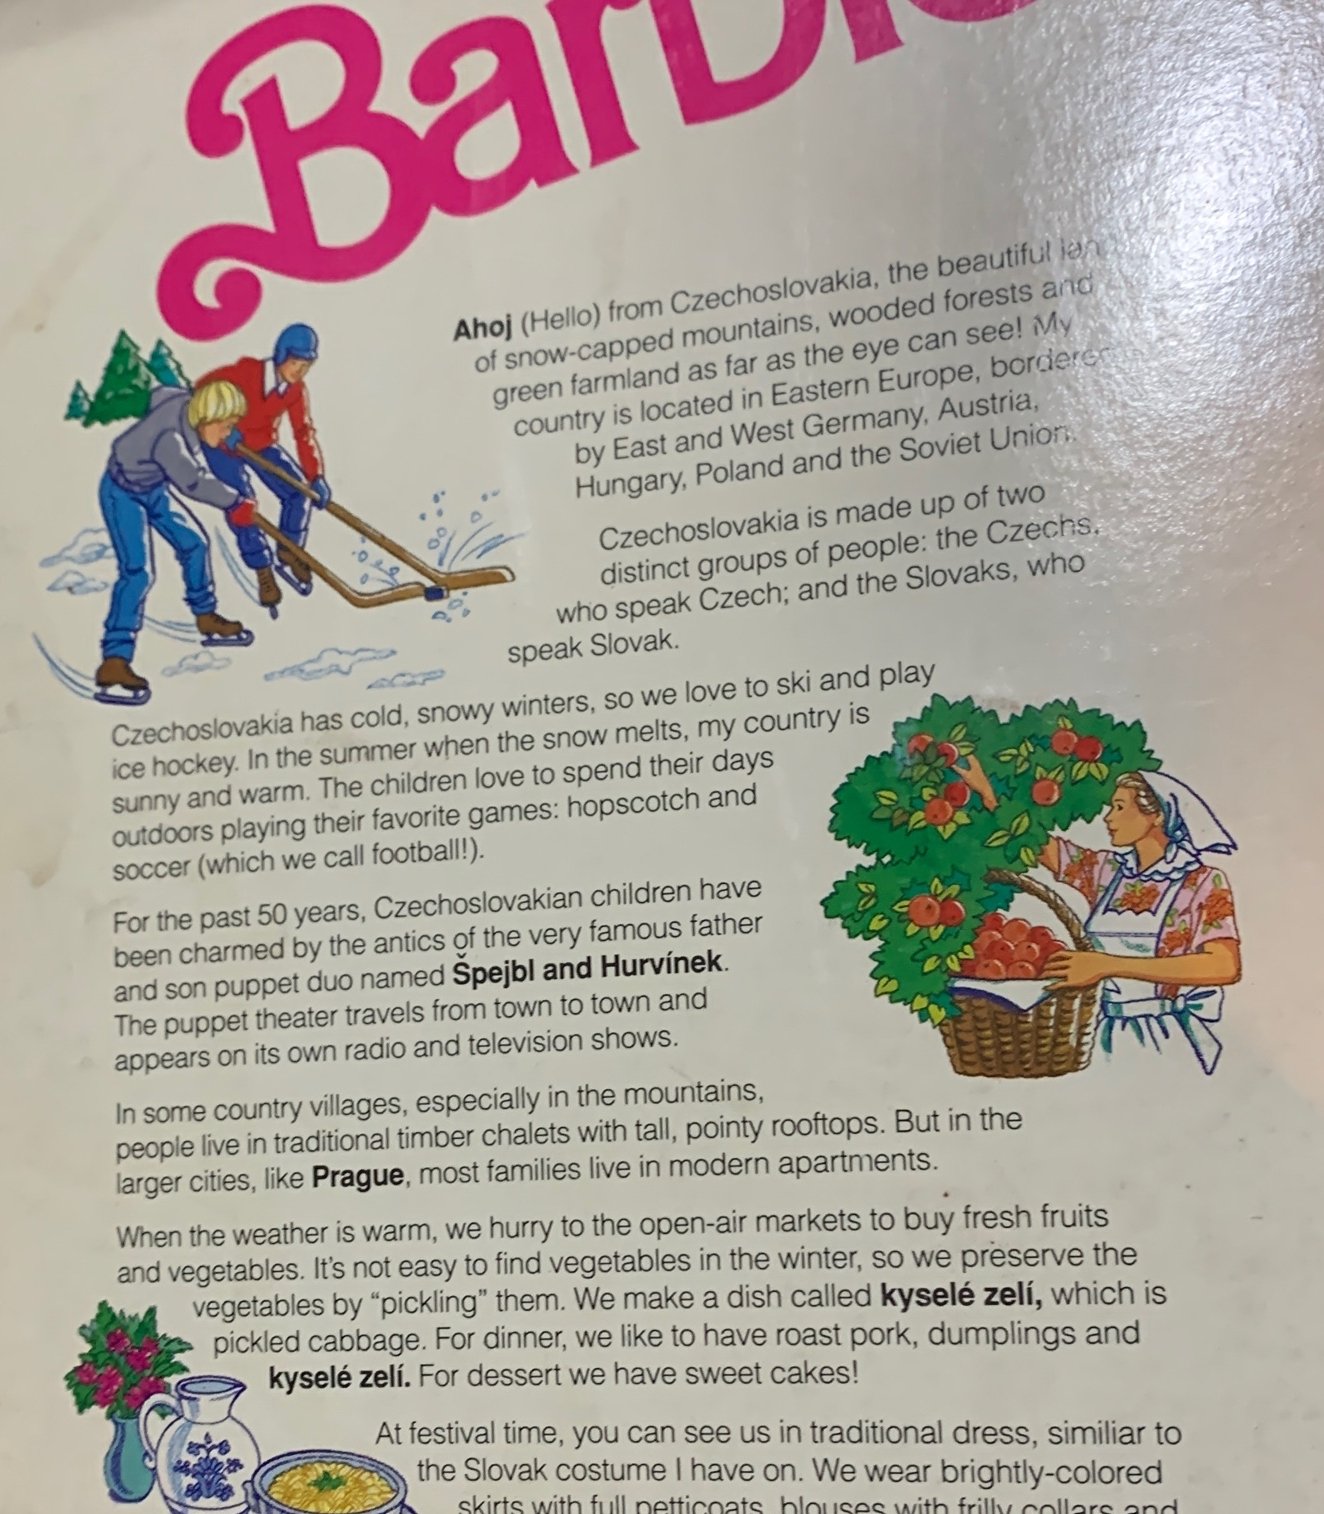 Barbie
Ahoj (Hello) from Czechoslovakia, the beautiful lan
of snow-capped mountains, wooded forests and
green farmland as far as the eye can see! My
country is located in Eastern Europe, bordered
by East and West Germany, Austria,
Hungary, Poland and the Soviet Union.
Czechoslovakia is made up of two
distinct groups of people: the Czechs,
who speak Czech; and the Slovaks, who
speak Slovak.
Czechoslovakia has cold, snowy winters, so we love to ski and play
ice hockey. In the summer when the snow melts, my country is
sunny and warm. The children love to spend their days
outdoors playing their favorite games: hopscotch and
soccer (which we call football!).
For the past 50 years, Czechoslovakian children have
been charmed by the antics of the very famous father
and son puppet duo named Špejbl and Hurvínek.
The puppet theater travels from town to town and
appears on its own radio and television shows.
In some country villages, especially in the mountains,
people live in traditional timber chalets with tall, pointy rooftops. But in the
larger cities, like Prague, most families live in modern apartments.
When the weather is warm, we hurry to the open-air markets to buy fresh fruits
and vegetables. It's not easy to find vegetables in the winter, so we preserve the
vegetables by “pickling” them. We make a dish called kyselé zelí, which is
pickled cabbage. For dinner, we like to have roast pork, dumplings and
kyselé zelí. For dessert we have sweet cakes!
At festival time, you can see us in traditional dress, similiar to
the Slovak costume I have on. We wear brightly-colored
skirts with full petticoats, blouses with frilly collars and